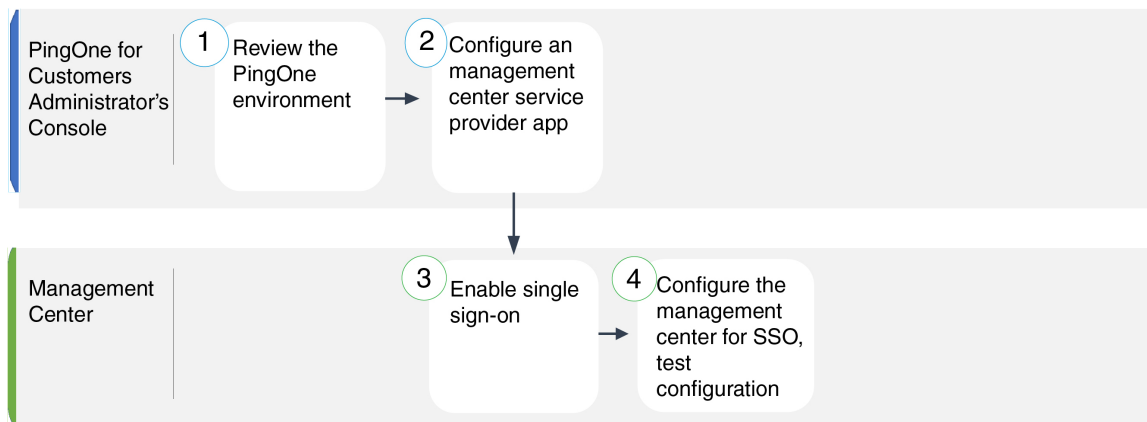 PingOne for
Customers
Administrator’s
Console
1
Review the
PingOne
environment
2
Configure an
management
center service
provider app
Management
Center
3
Enable single
sign-on
4
Configure the
management
center for SSO,
test
configuration